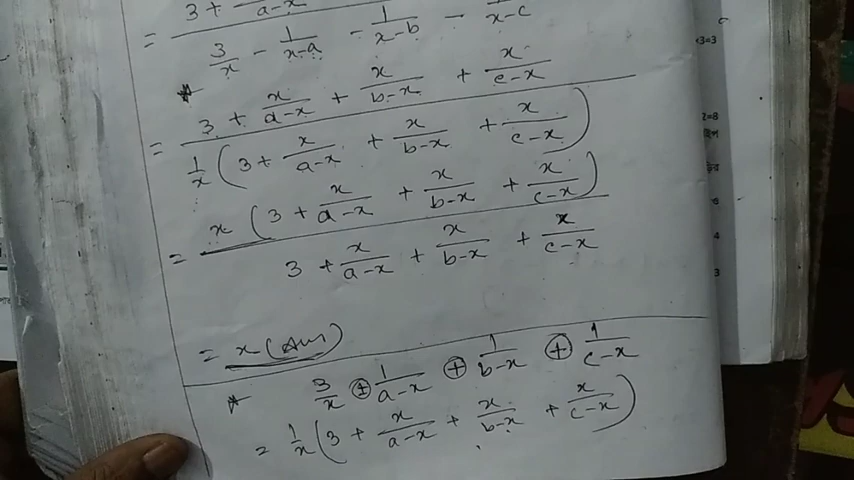 3 + x/(a-x)
= 3/x - 1/(x-a) - 1/(x-b) - 1/(x-c)
= 3 + x/(a-x) + x/(b-x) + x/(c-x)
1/x (3 + x/(a-x) + x/(b-x) + x/(c-x))
= x (3 + x/(a-x) + x/(b-x) + x/(c-x))
3 + x/(a-x) + x/(b-x) + x/(c-x)
= x (Ans)
* 3/x ⊕ 1/(a-x) ⊕ 1/(b-x) ⊕ 1/(c-x)
= 1/x (3 + x/(a-x) + x/(b-x) + x/(c-x))